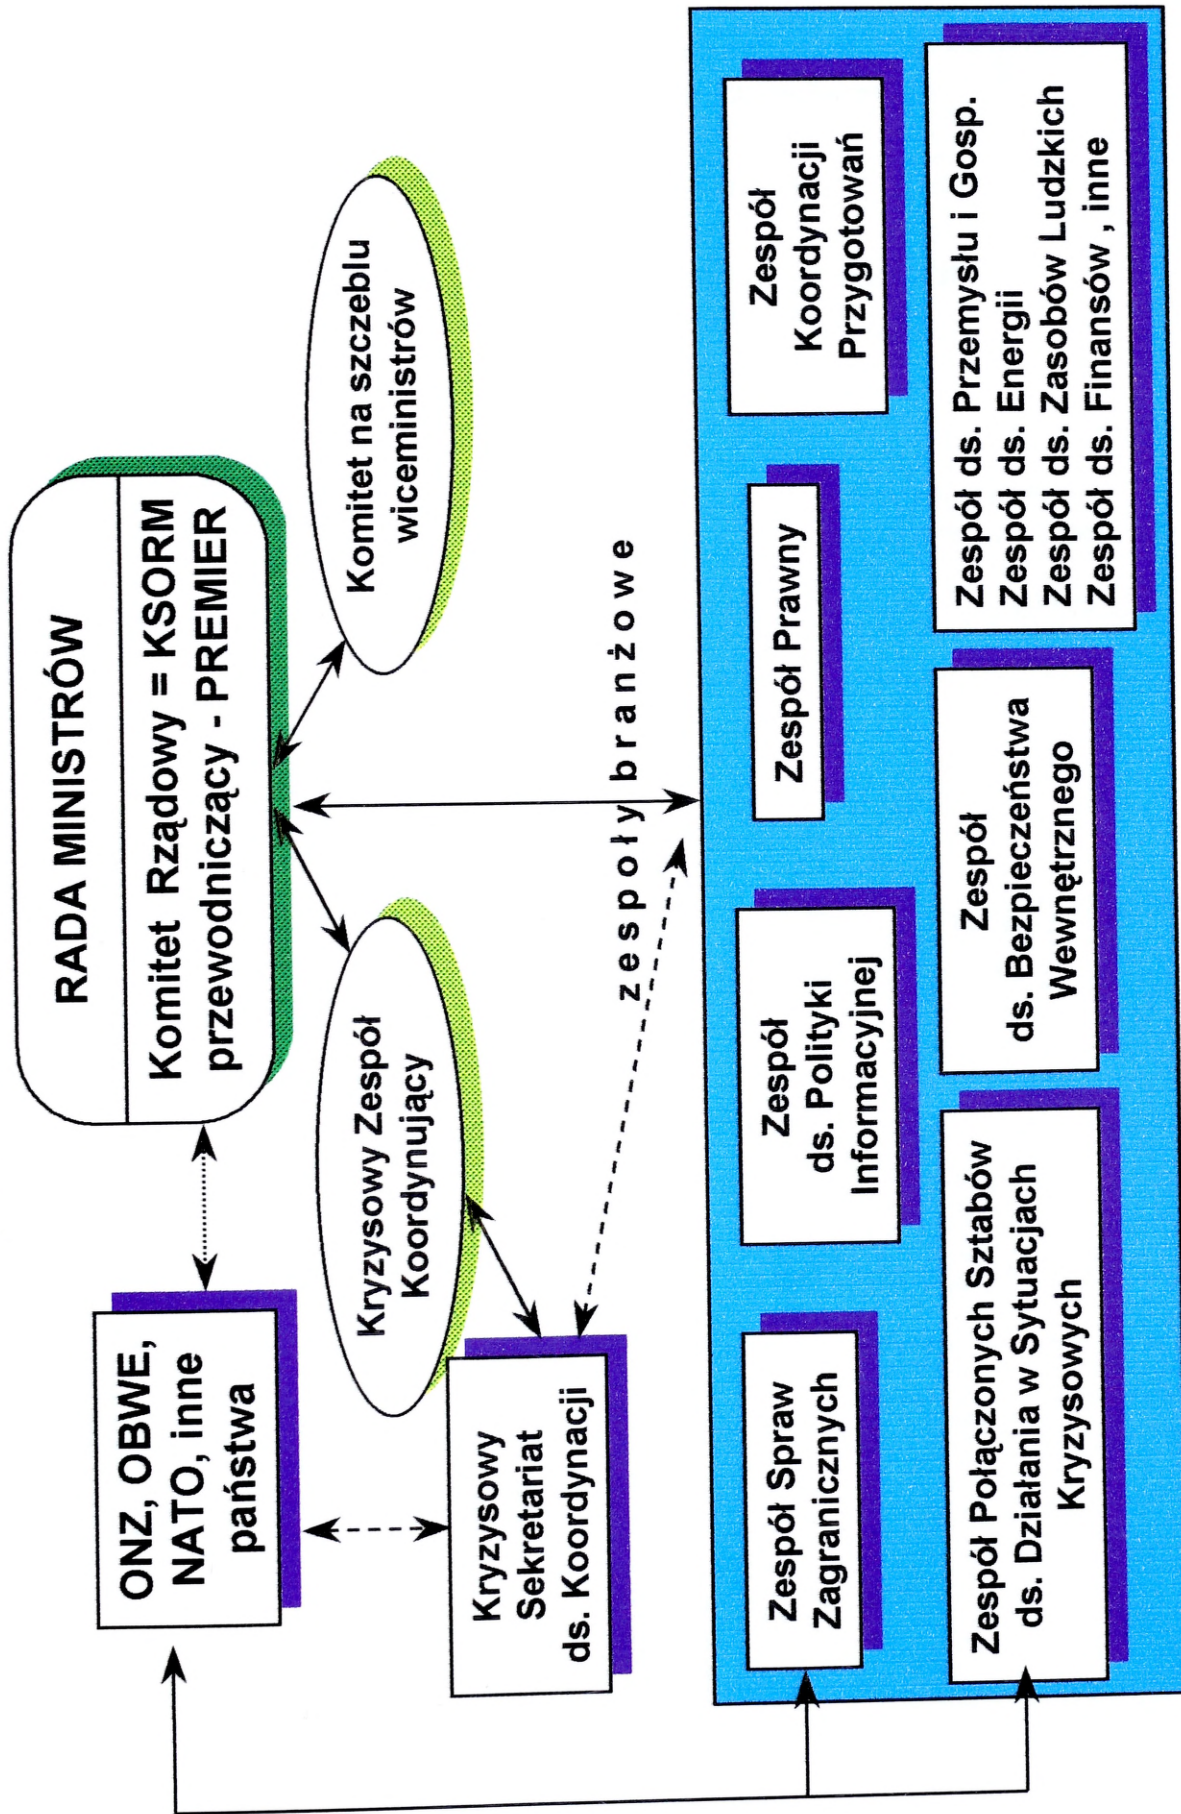 RADA MINISTRÓW
Komitet Rządowy = KSORM
przewodniczący - PREMIER
ONZ, OBWE,
NATO, inne
państwa
Kryzysowy Zespół
Koordynujący
Komitet na szczeblu
wiceministrów
Kryzysowy
Sekretariat
ds. Koordynacji
zespoły branżowe
Zespół Spraw
Zagranicznych
Zespół
ds. Polityki
Informacyjnej
Zespół Prawny
Zespół
Koordynacji
Przygotowań
Zespół Połączonych Sztabów
ds. Działania w Sytuacjach
Kryzysowych
Zespół
ds. Bezpieczeństwa
Wewnętrznego
Zespół ds. Przemysłu i Gosp.
Zespół ds. Energii
Zespół ds. Zasobów Ludzkich
Zespół ds. Finansów , inne